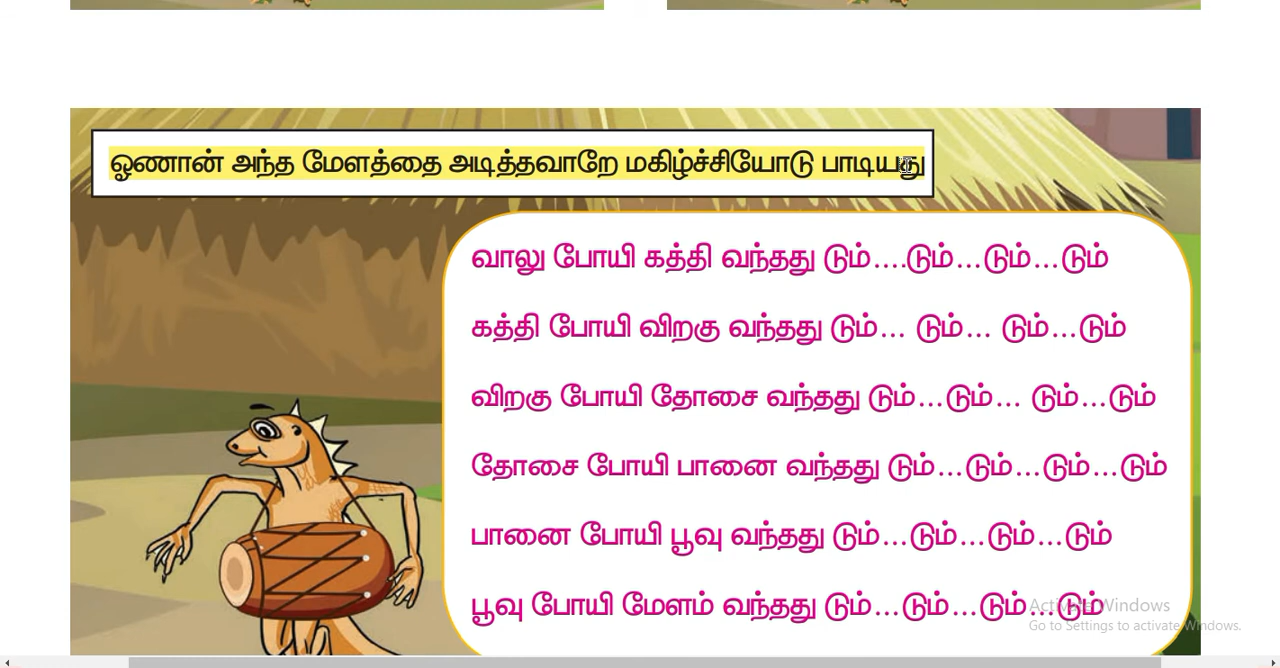 ஓணான் அந்த மேளத்தை அடித்தவாறே மகிழ்ச்சியோடு பாடியது
வாலு போயி கத்தி வந்தது டும்....டும்...டும்...டும்
கத்தி போயி விறகு வந்தது டும்... டும்... டும்...டும்
விறகு போயி தோசை வந்தது டும்...டும்... டும்...டும்
தோசை போயி பானை வந்தது டும்...டும்...டும்...டும்
பானை போயி பூவு வந்தது டும்...டும்...டும்...டும்
பூவு போயி மேளம் வந்தது டும்...டும்...டும்...டும்
Activate Windows
Go to Settings to activate Windows.